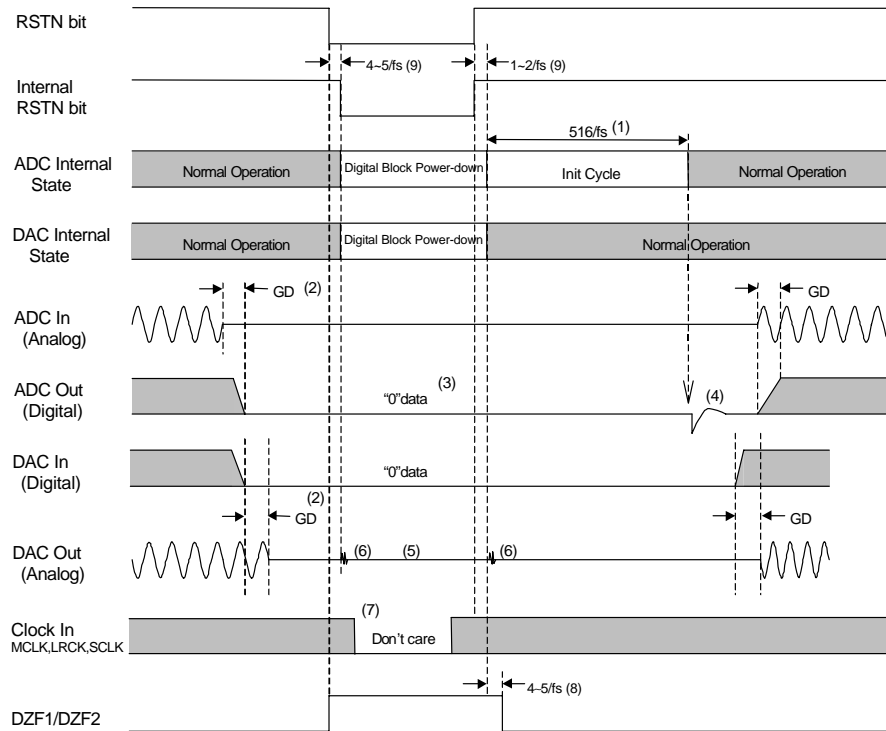 RSTN bit
4~5/fs (9)
1~2/fs (9)
Internal
RSTN bit
516/fs (1)
ADC Internal
State
Normal Operation
Digital Block Power-down
Init Cycle
Normal Operation
DAC Internal
State
Normal Operation
Digital Block Power-down
Normal Operation
GD (2)
GD
ADC In
(Analog)
ADC Out
(Digital)
"0"data (3)
(4)
DAC In
(Digital)
"0"data
(2)
GD
GD
DAC Out
(Analog)
(6)
(5)
(6)
Clock In
MCLK,LRCK,SCLK
(7)
Don't care
4~5/fs (8)
DZF1/DZF2